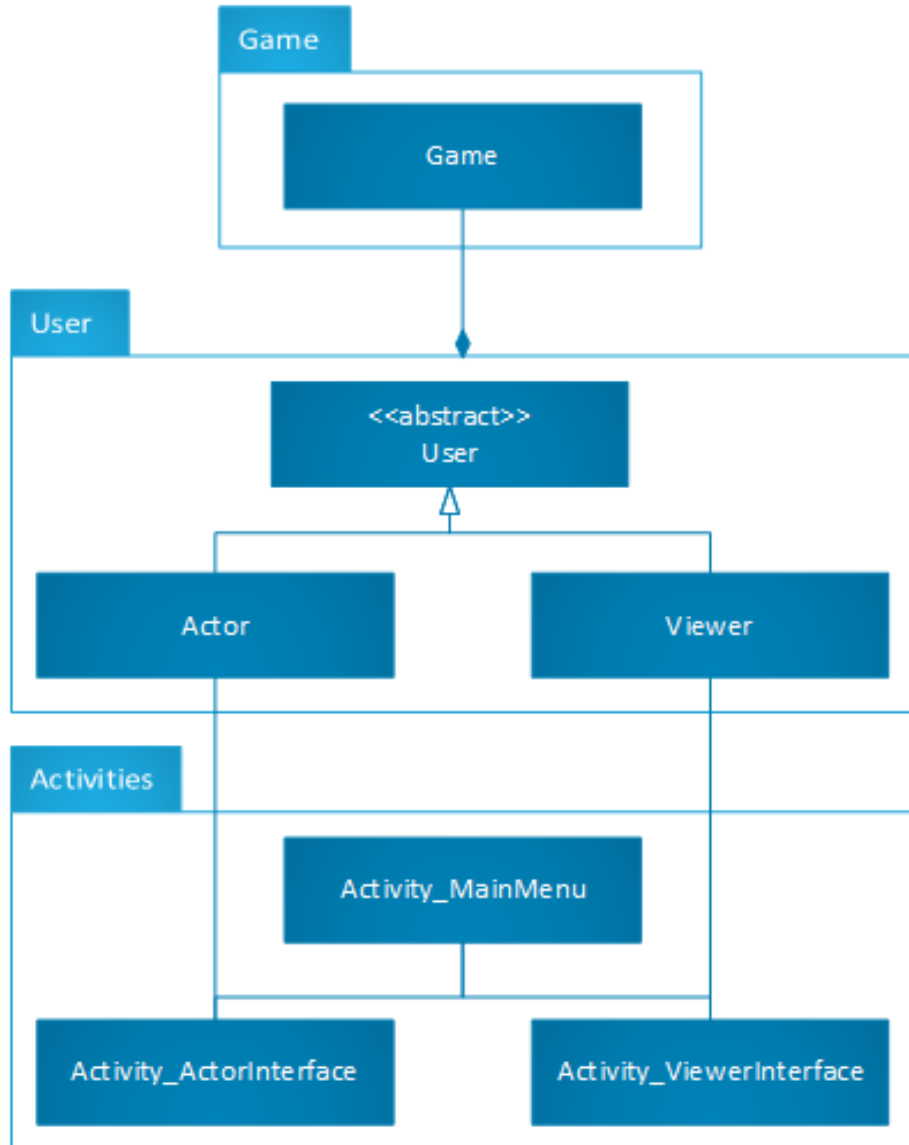 Game
Game
User
<<abstract>>
User
Actor
Viewer
Activities
Activity_MainMenu
Activity_ActorInterface
Activity_ViewerInterface